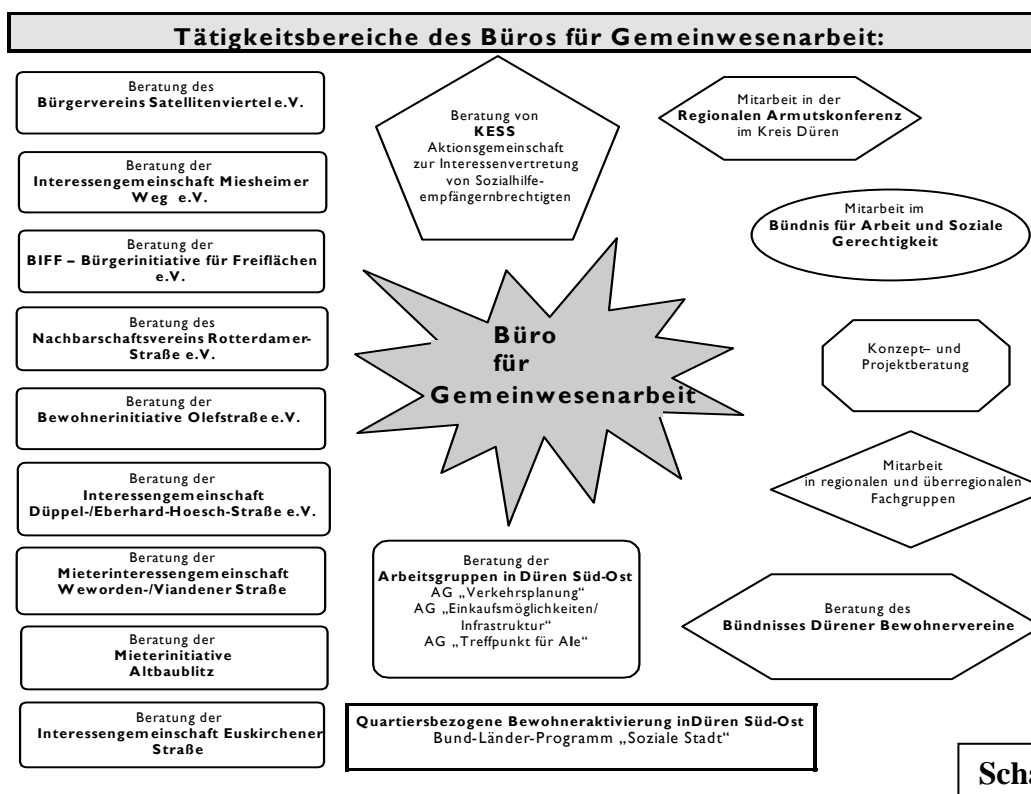 Tätigkeitsbereiche des Büros für Gemeinwesenarbeit:
Beratung des
Bürgervereins Satellitenviertel e.V.
Beratung der
Interessengemeinschaft Miesheimer
Weg e.V.
Beratung der
BIFF – Bürgerinitiative für Freiflächen
e.V.
Beratung des
Nachbarschaftsvereins Rotterdamer-
Straße e.V.
Beratung der
Bewohnerinitiative Olefstraße e.V.
Beratung der
Interessengemeinschaft
Düppel-/Eberhard-Hoesch-Straße e.V.
Beratung der
Mieterinteressengemeinschaft
Weworden-/Viandener Straße
Beratung der
Mieterinitiative
Altbaublitz
Beratung der
Interessengemeinschaft Euskirchener
Straße
Beratung von
KESS
Aktionsgemeinschaft
zur Interessenvertretung
von Sozialhilfe-
empfängernbrechtigten
Büro
für
Gemeinwesenarbeit
Beratung der
Arbeitsgruppen in Düren Süd-Ost
AG „Verkehrsplanung“
AG „Einkaufsmöglichkeiten/
Infrastruktur“
AG „Treffpunkt für Alle“
Quartiersbezogene Bewohneraktivierung inDüren Süd-Ost
Bund-Länder-Programm „Soziale Stadt“
Mitarbeit in der
Regionalen Armutskonferenz
im Kreis Düren
Mitarbeit im
Bündnis für Arbeit und Soziale
Gerechtigkeit
Konzept– und
Projektberatung
Mitarbeit
in regionalen und überregionalen
Fachgruppen
Beratung des
Bündnisses Dürener Bewohnervereine